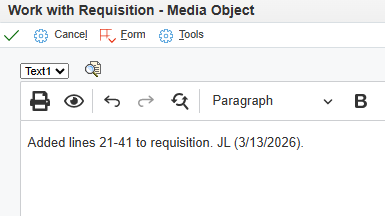 Work with Requisition - Media Object
Cancel Form Tools
Text1
Paragraph B
Added lines 21-41 to requisition. JL (3/13/2026).